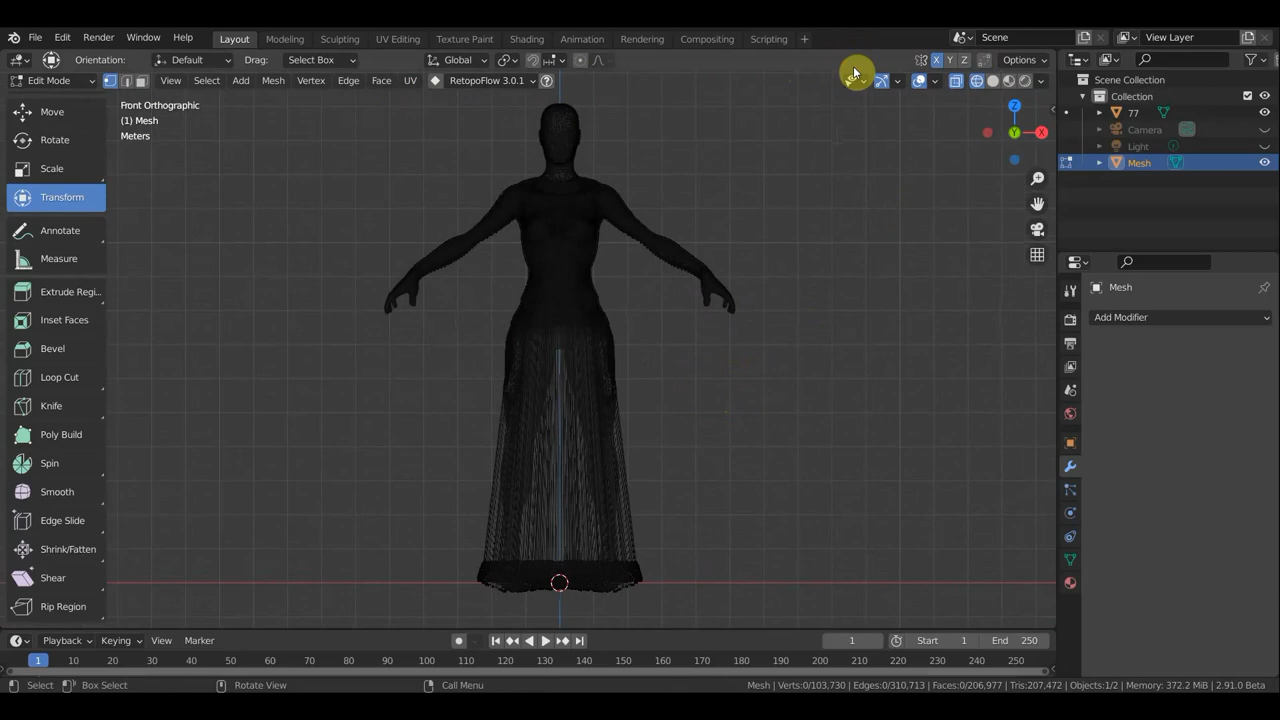 File Edit Render Window Help Layout Modeling Sculpting UV Editing Texture Paint Shading Animation Rendering Compositing Scripting + Scene View Layer
Orientation: Default Drag: Select Box Global X Y Z Options
Edit Mode View Select Add Mesh Vertex Edge Face UV RetopoFlow 3.0.1 ?
Scene Collection
Collection
77
Camera
Light
Mesh
Front Orthographic
(1) Mesh
Meters
Z
X
Y
Move
Rotate
Scale
Transform
Annotate
Measure
Extrude Regi...
Inset Faces
Bevel
Loop Cut
Knife
Poly Build
Spin
Smooth
Edge Slide
Shrink/Fatten
Shear
Rip Region
Mesh
Add Modifier
Playback Keying View Marker 1 Start 1 End 250
1 10 20 30 40 50 60 70 80 90 100 110 120 130 140 150 160 170 180 190 200 210 220 230 240 250
Select Box Select Rotate View Call Menu Mesh | Verts:0/103,730 | Edges:0/310,713 | Faces:0/206,977 | Tris:207,472 | Objects:1/2 | Memory: 372.2 MiB | 2.91.0 Beta